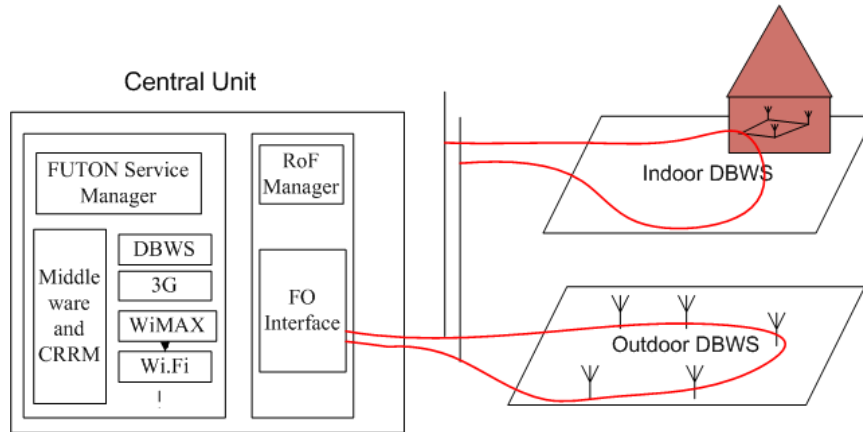 Central Unit
FUTON Service
Manager
Middle
ware
and
CRRM
DBWS
3G
WiMAX
Wi.Fi
RoF
Manager
FO
Interface
Indoor DBWS
Outdoor DBWS